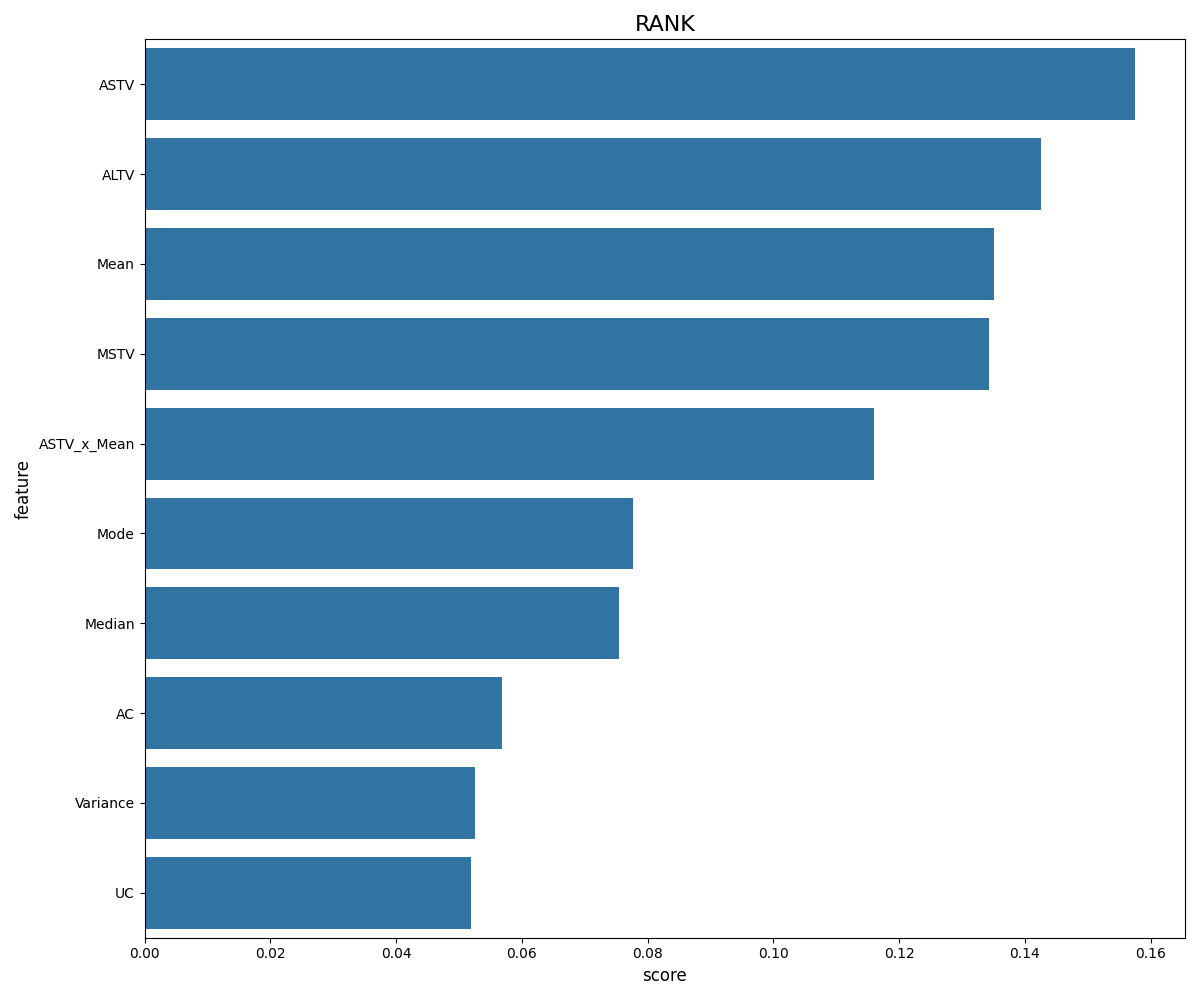 RANK
ASTV
ALTV
Mean
MSTV
ASTV_x_Mean
Mode
Median
AC
Variance
UC
feature
0.00 0.02 0.04 0.06 0.08 0.10 0.12 0.14 0.16
score